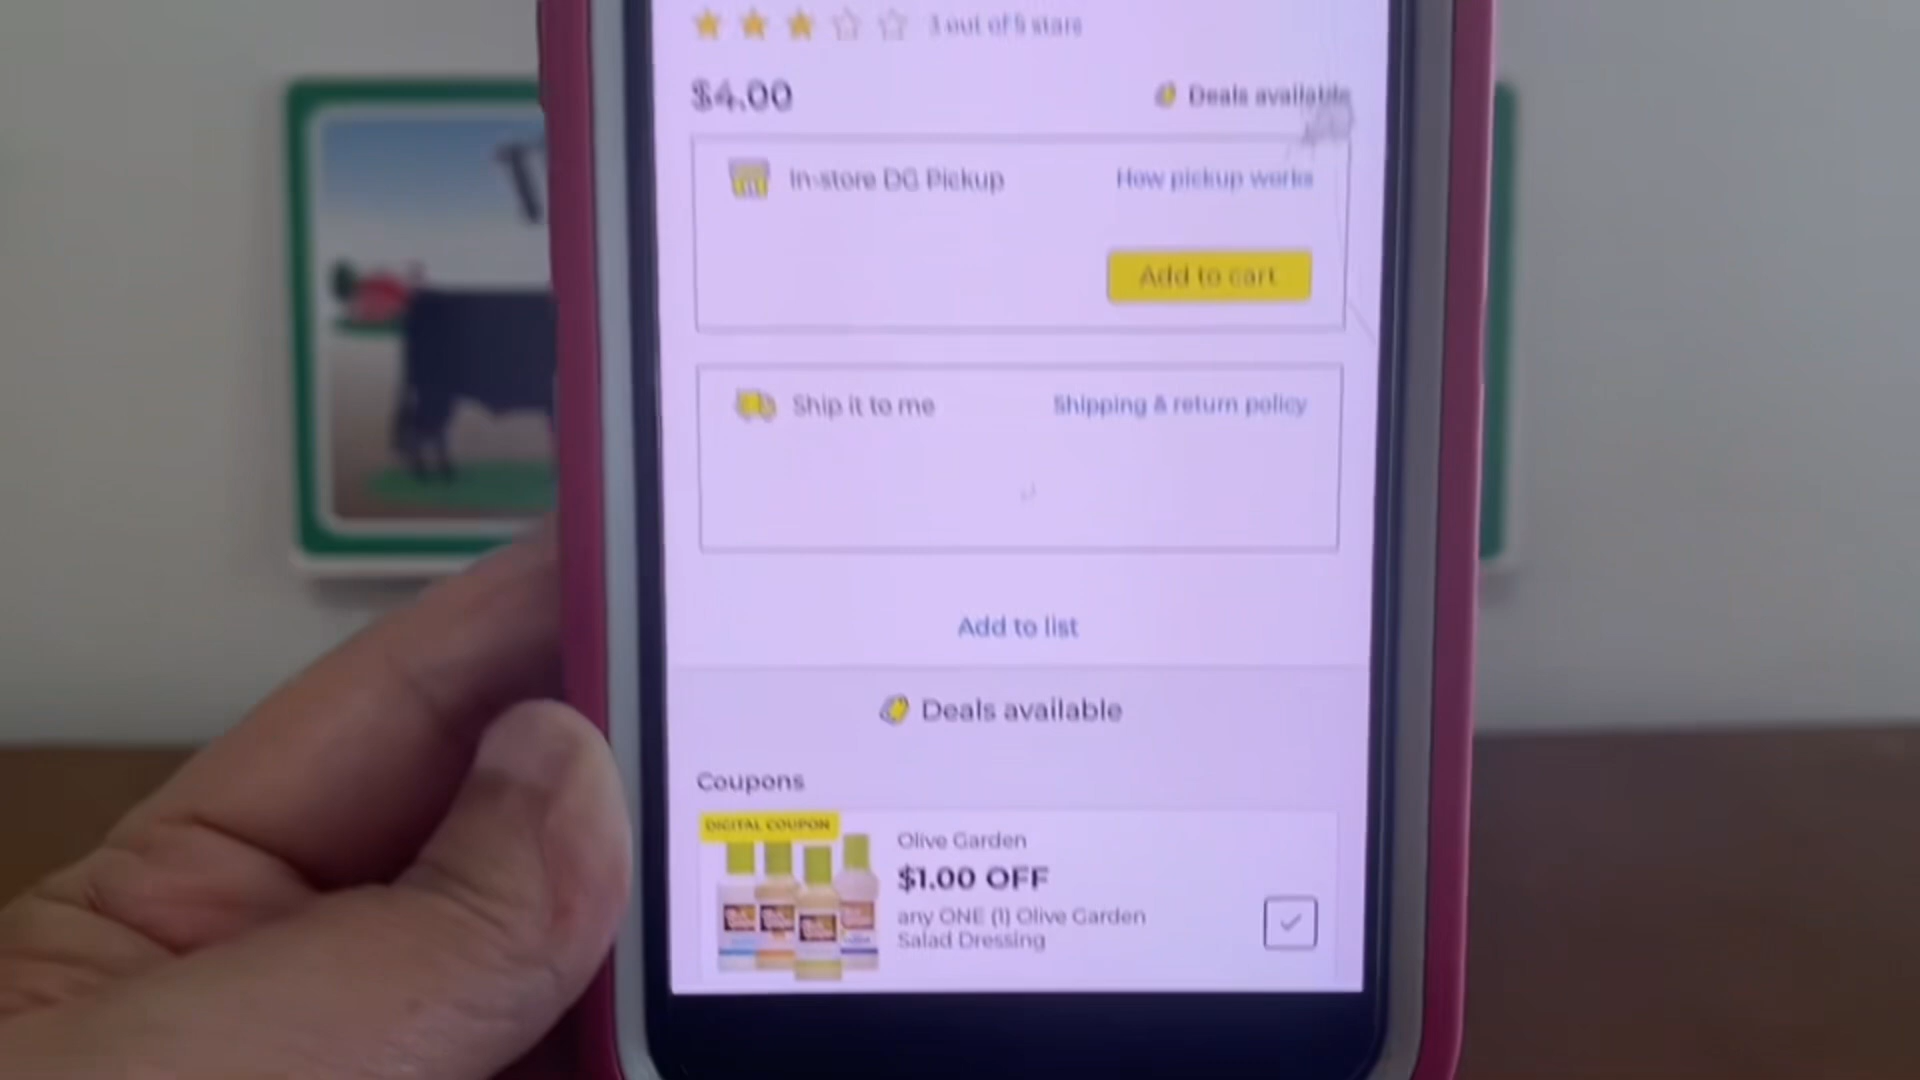 3 out of 5 stars
$4.00
Deals available
In-store DG Pickup
How pickup works
Add to cart
Ship it to me
Shipping & return policy
Add to list
Deals available
Coupons
DIGITAL COUPON
Olive Garden
$1.00 OFF
any ONE (1) Olive Garden
Salad Dressing